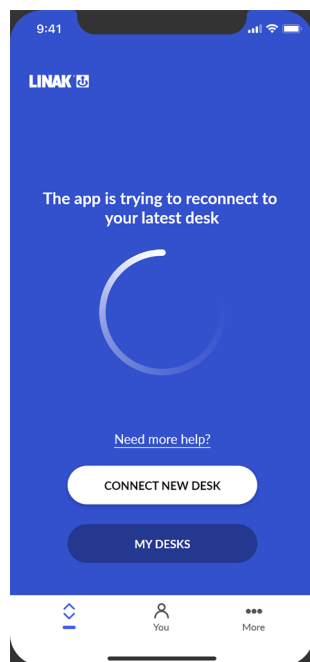 9:41
LINAK
The app is trying to reconnect to
your latest desk
Need more help?
CONNECT NEW DESK
MY DESKS
You
More